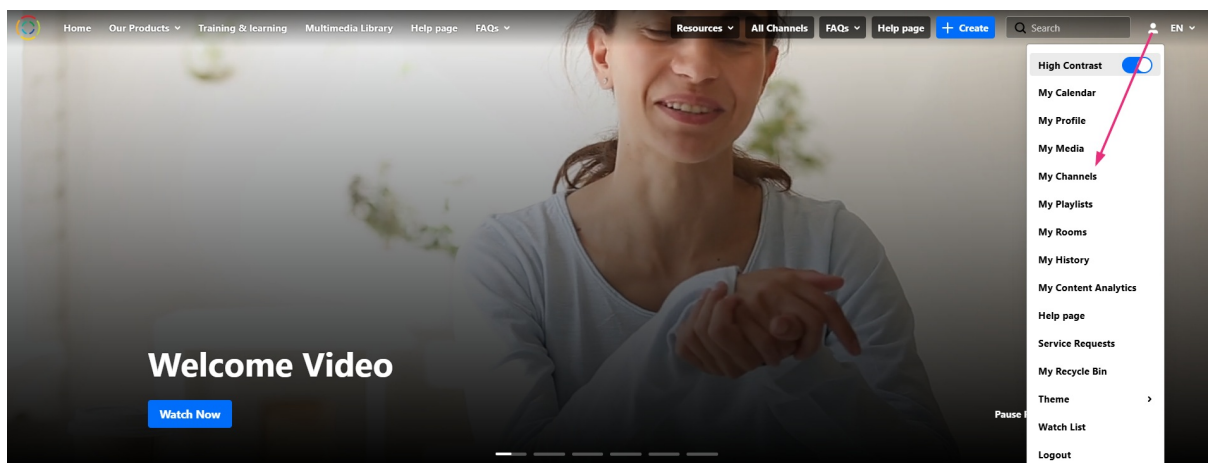 Home Our Products Training & learning Multimedia Library Help page FAQs Resources All Channels FAQs Help page + Create Search EN
High Contrast
My Calendar
My Profile
My Media
My Channels
My Playlists
My Rooms
My History
My Content Analytics
Help page
Service Requests
My Recycle Bin
Theme
Watch List
Logout
Welcome Video
Watch Now
Pause